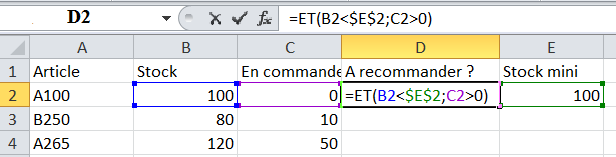 D2 =ET(B2<$E$2;C2>0)
A B C D E
1 Article Stock En commande A recommander ? Stock mini
2 A100 100 0 =ET(B2<$E$2;C2>0) 100
3 B250 80 10
4 A265 120 50